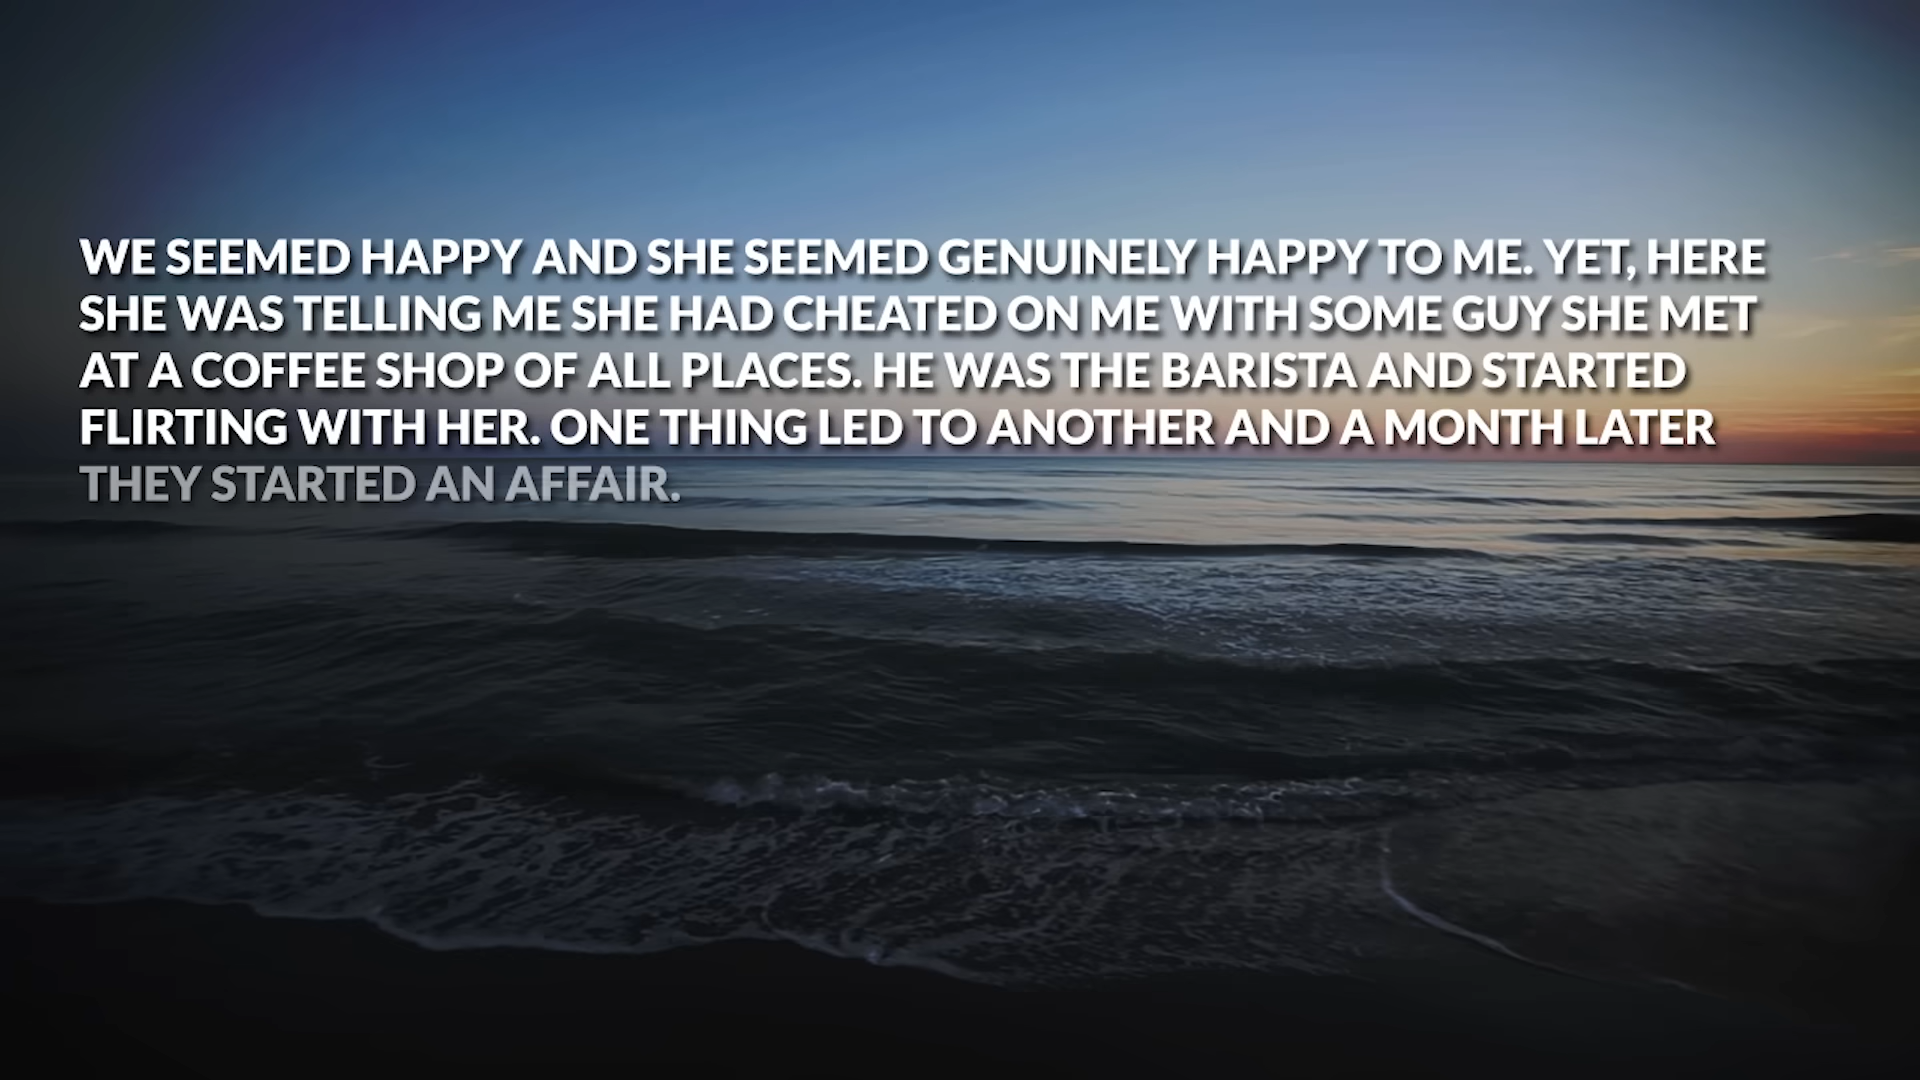 WE SEEMED HAPPY AND SHE SEEMED GENUINELY HAPPY TO ME. YET, HERE
SHE WAS TELLING ME SHE HAD CHEATED ON ME WITH SOME GUY SHE MET
AT A COFFEE SHOP OF ALL PLACES. HE WAS THE BARISTA AND STARTED
FLIRTING WITH HER. ONE THING LED TO ANOTHER AND A MONTH LATER
THEY STARTED AN AFFAIR.